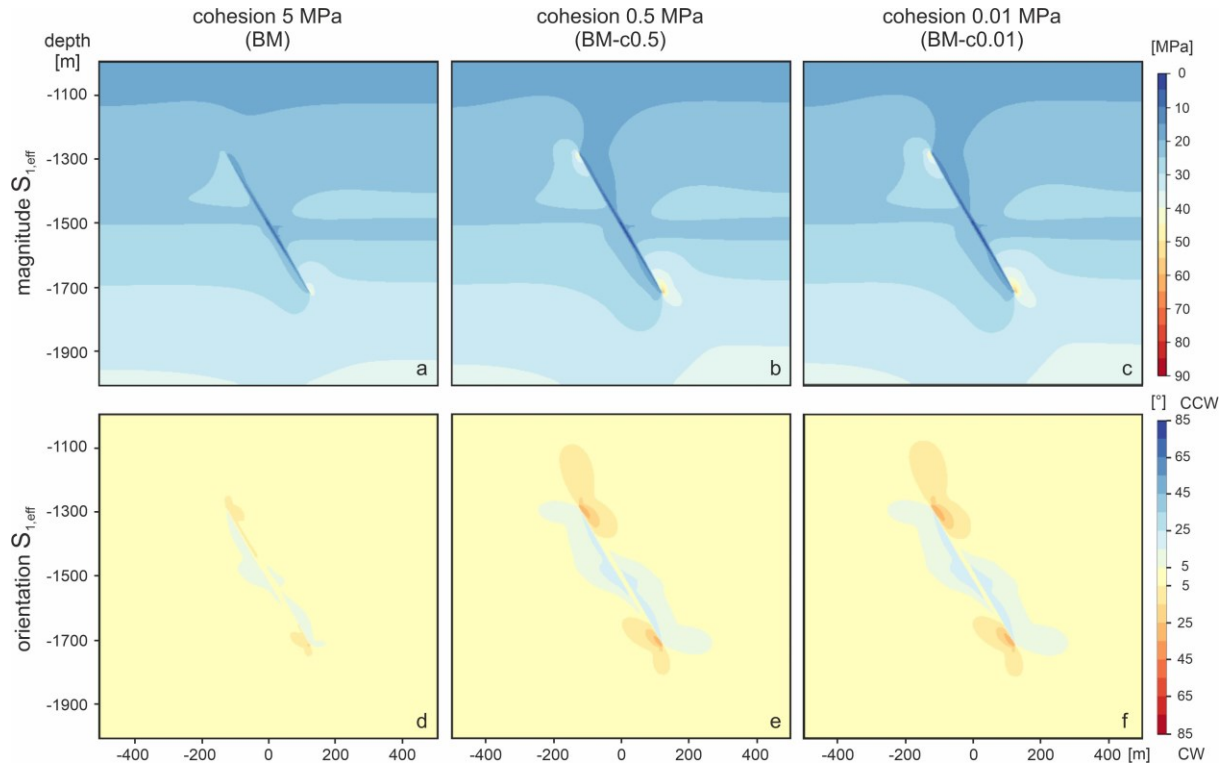 cohesion 5 MPa
(BM)
cohesion 0.5 MPa
(BM-c0.5)
cohesion 0.01 MPa
(BM-c0.01)
depth
[m]
[MPa]
magnitude S1,eff
-1100
-1300
-1500
-1700
-1900
a
b
c
0
10
20
30
40
50
60
70
80
90
orientation S1,eff
-1100
-1300
-1500
-1700
-1900
d
e
f
[°] CCW
85
65
45
25
5
5
25
45
65
85
CW
-400 -200 0 200 400
-400 -200 0 200 400
-400 -200 0 200 400 [m]